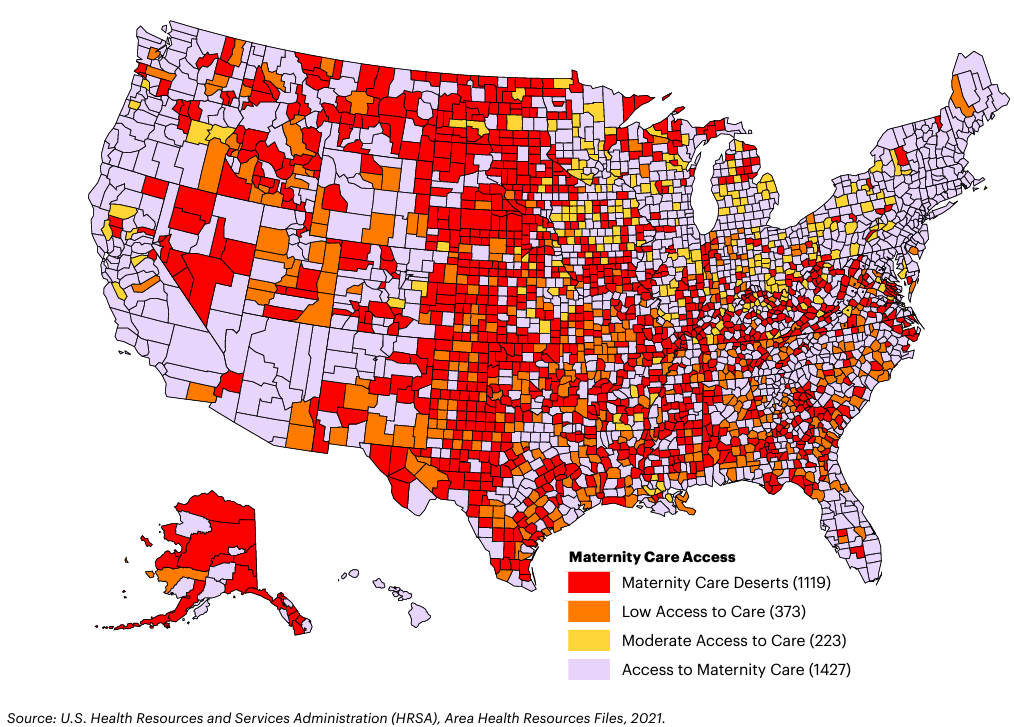 Maternity Care Access
Maternity Care Deserts (1119)
Low Access to Care (373)
Moderate Access to Care (223)
Access to Maternity Care (1427)
Source: U.S. Health Resources and Services Administration (HRSA), Area Health Resources Files, 2021.